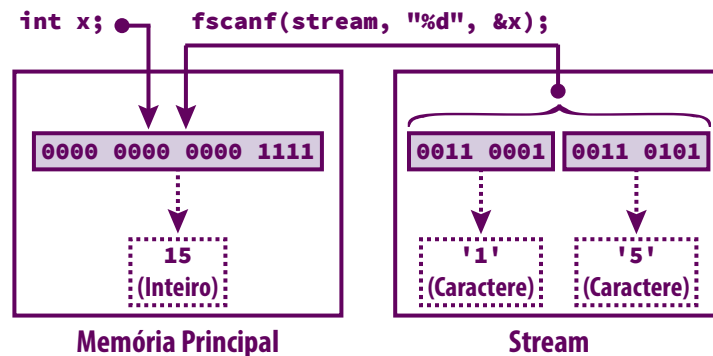 int x; fscanf(stream, "%d", &x);
0000 0000 0000 1111 0011 0001 0011 0101
15 '1' '5'
(Inteiro) (Caractere) (Caractere)
Memória Principal Stream